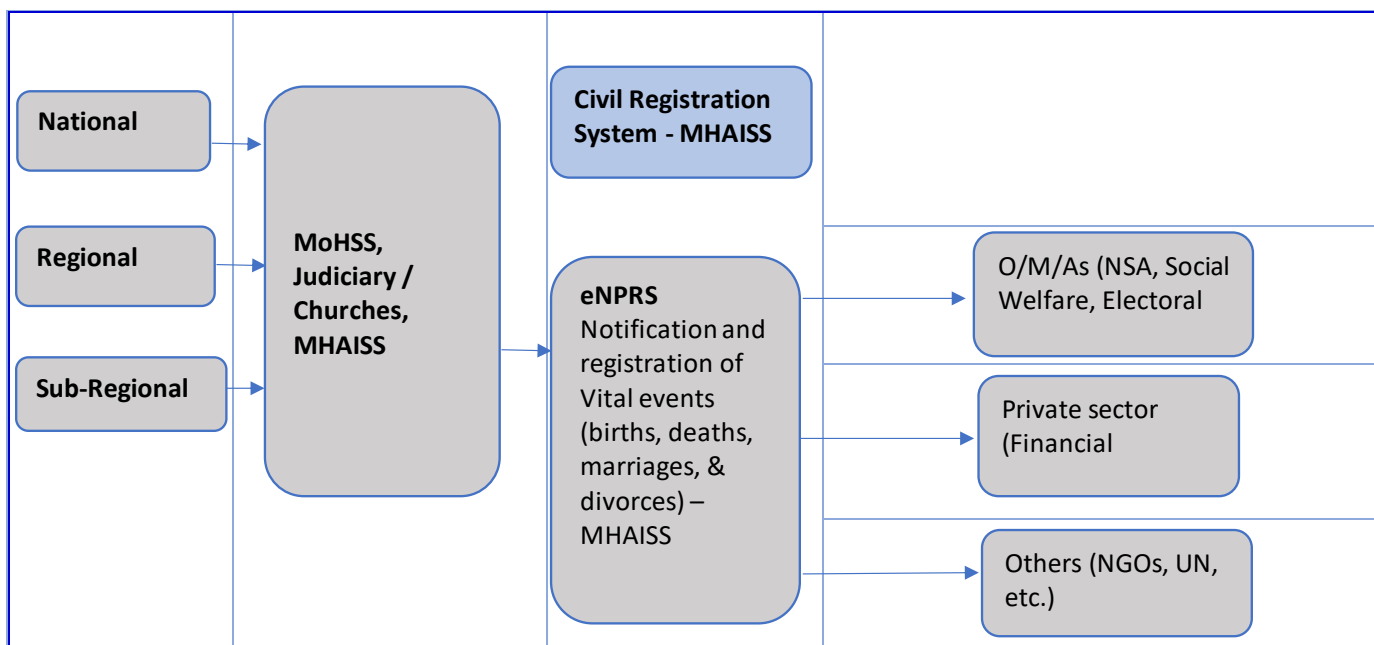 National
Regional
Sub-Regional
MoHSS,
Judiciary /
Churches,
MHAISS
Civil Registration
System - MHAISS
eNPRS
Notification and
registration of
Vital events
(births, deaths,
marriages, &
divorces) –
MHAISS
O/M/As (NSA, Social
Welfare, Electoral
Private sector
(Financial
Others (NGOs, UN,
etc.)